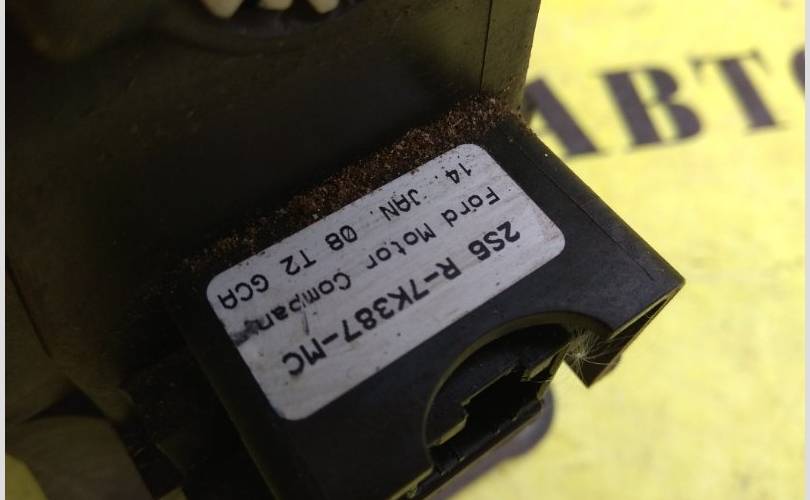 2S6 R-7K387-MC
Ford Motor Company
14. JAN. 08 T2 GCA
АВТО